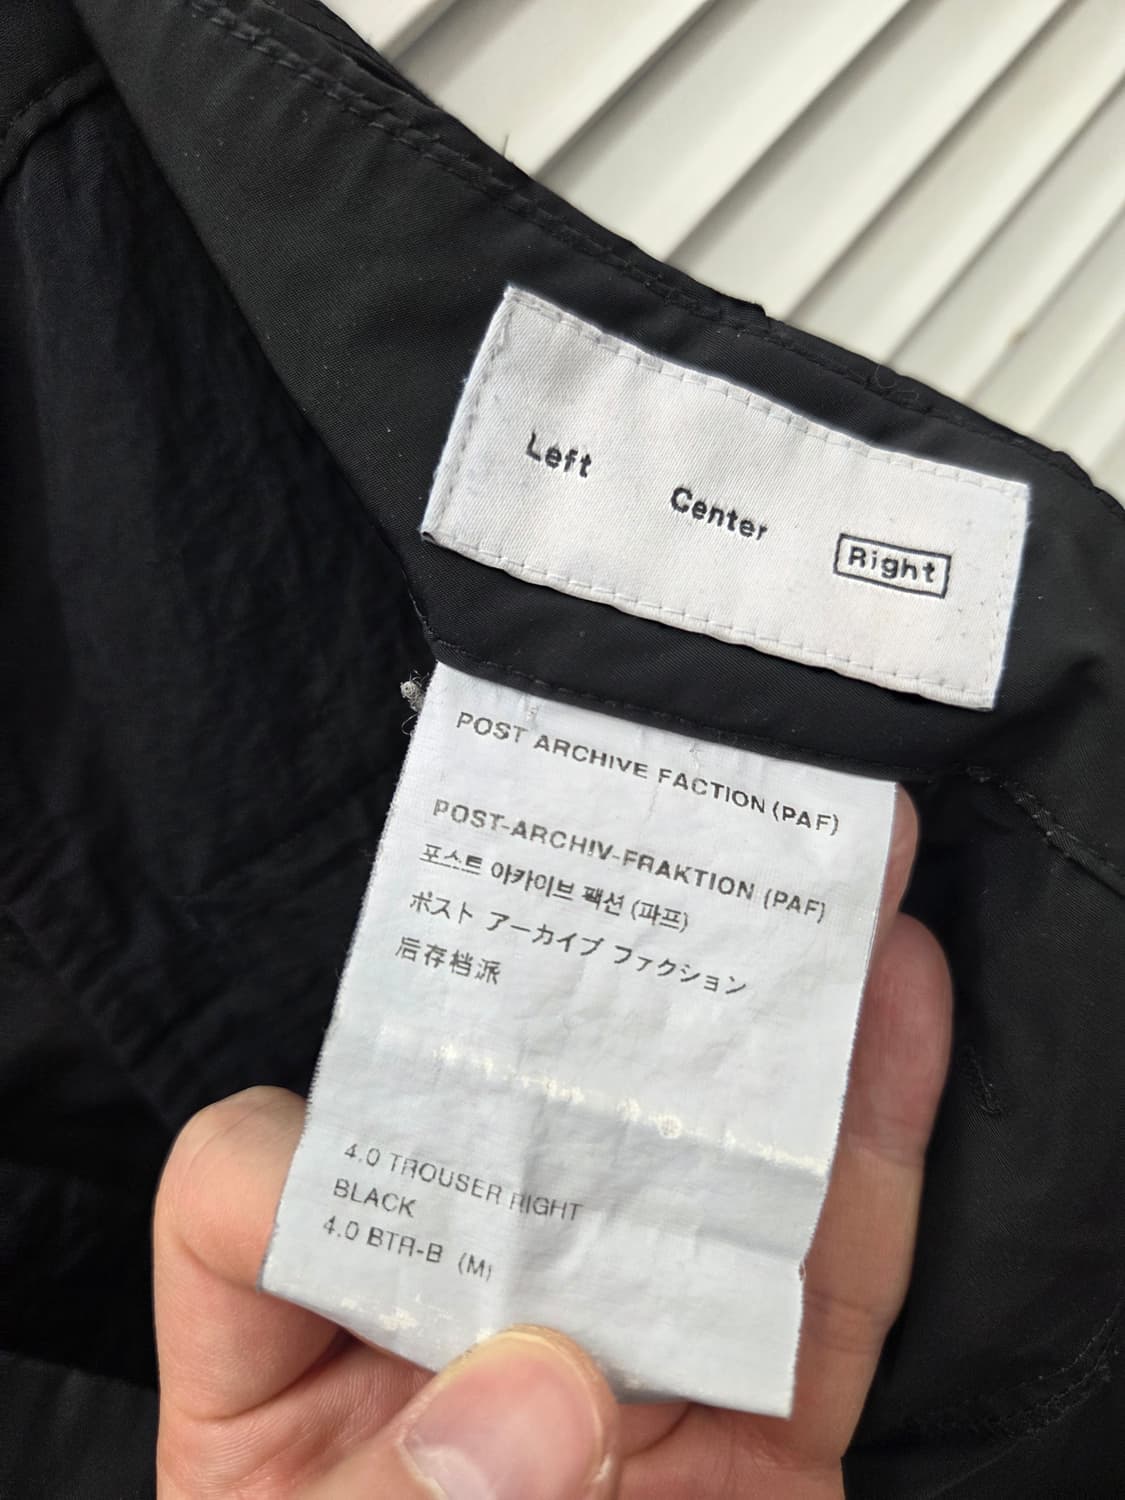 Left Center Right
POST ARCHIVE FACTION (PAF)
POST-ARCHIV-FRAKTION (PAF)
포스트 아카이브 팩션 (파프)
ポスト アーカイブ ファクション
后存档派
4.0 TROUSER RIGHT
BLACK
4.0 BTR-B (M)